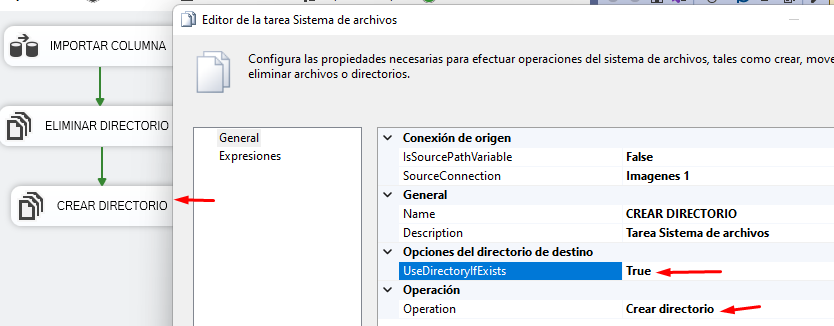 Editor de la tarea Sistema de archivos
IMPORTAR COLUMNA
ELIMINAR DIRECTORIO
CREAR DIRECTORIO
Configura las propiedades necesarias para efectuar operaciones del sistema de archivos, tales como crear, move
eliminar archivos o directorios.
General
Expresiones
Conexión de origen
IsSourcePathVariable False
SourceConnection Imagenes 1
General
Name CREAR DIRECTORIO
Description Tarea Sistema de archivos
Opciones del directorio de destino
UseDirectoryIfExists True
Operación
Operation Crear directorio